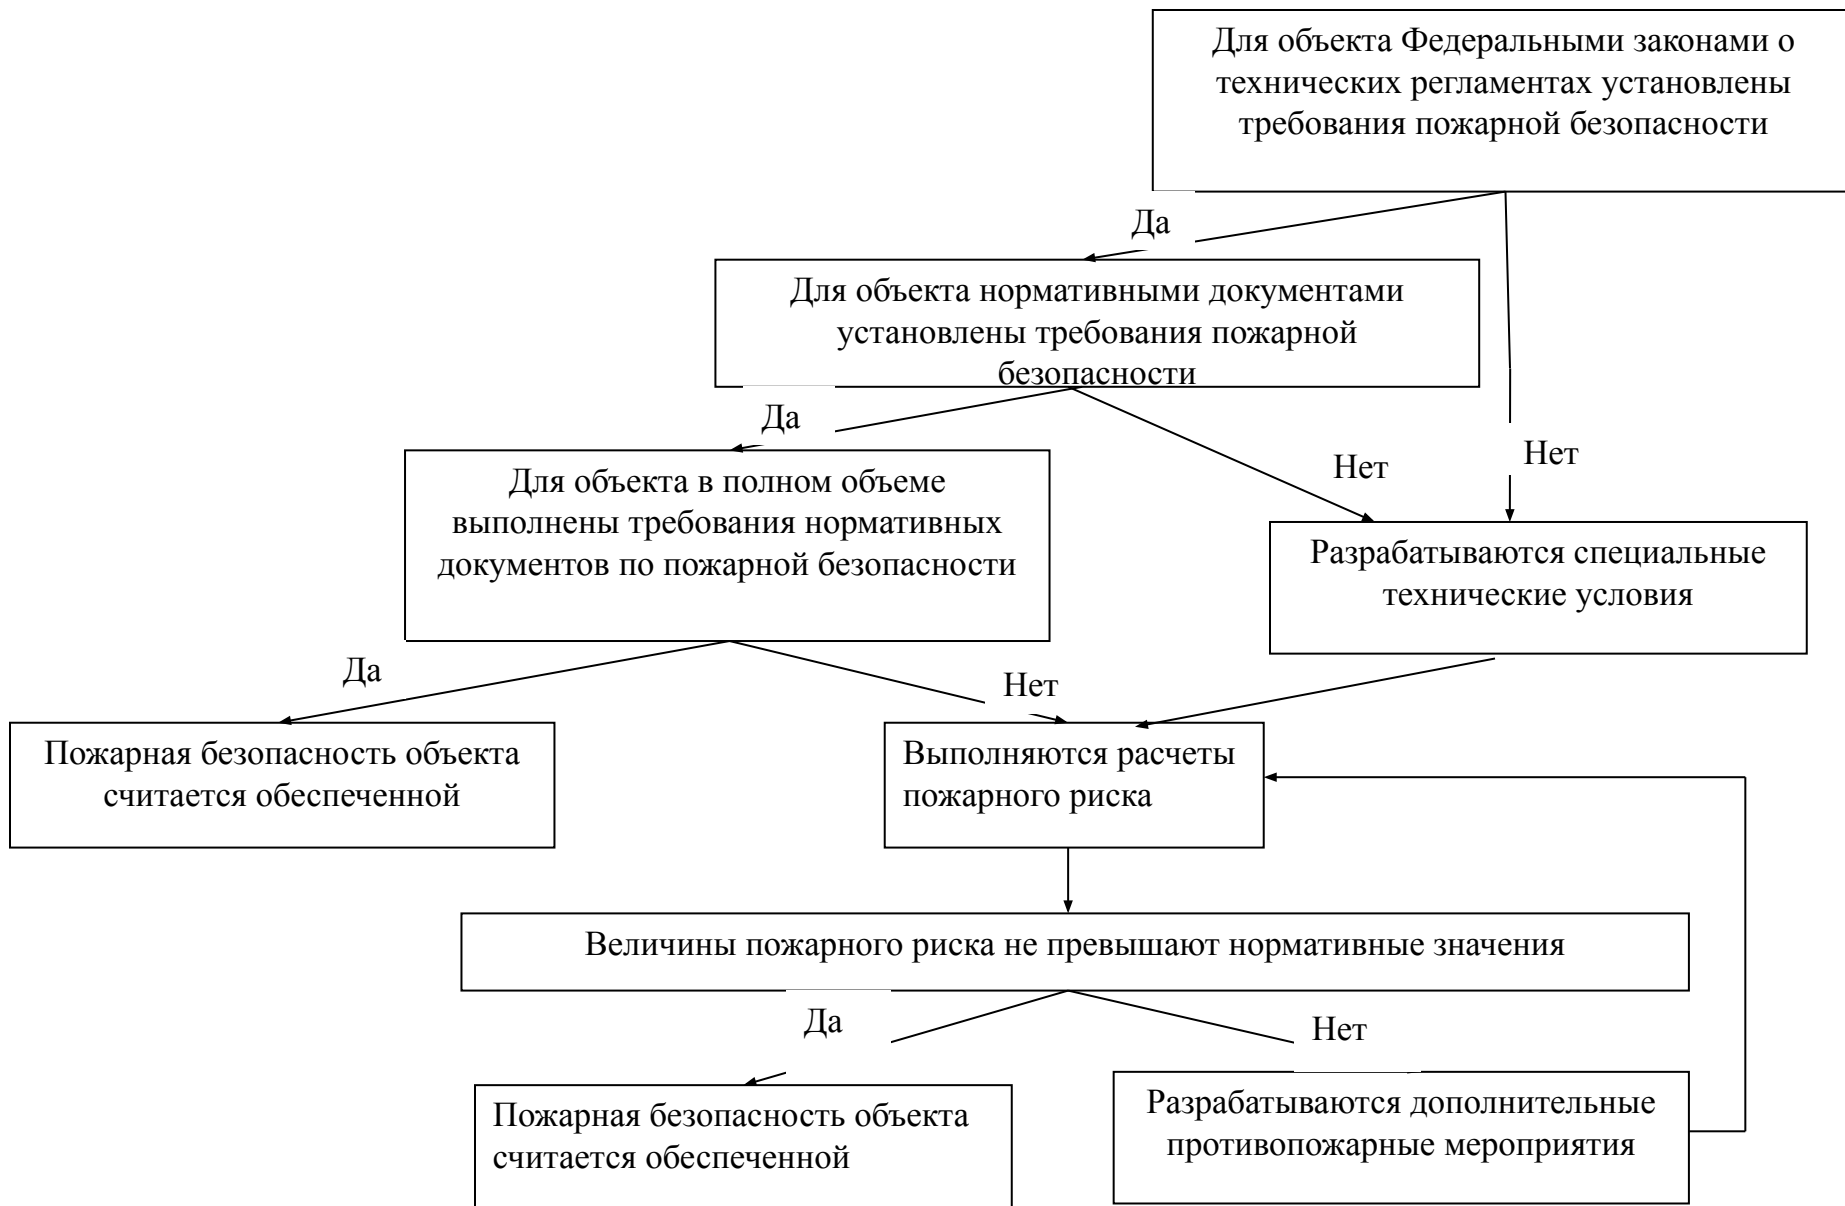 Для объекта Федеральными законами о
технических регламентах установлены
требования пожарной безопасности
Да
Для объекта нормативными документами
установлены требования пожарной
безопасности
Да
Нет
Нет
Для объекта в полном объеме
выполнены требования нормативных
документов по пожарной безопасности
Разрабатываются специальные
технические условия
Да
Нет
Пожарная безопасность объекта
считается обеспеченной
Выполняются расчеты
пожарного риска
Величины пожарного риска не превышают нормативные значения
Да
Нет
Пожарная безопасность объекта
считается обеспеченной
Разрабатываются дополнительные
противопожарные мероприятия